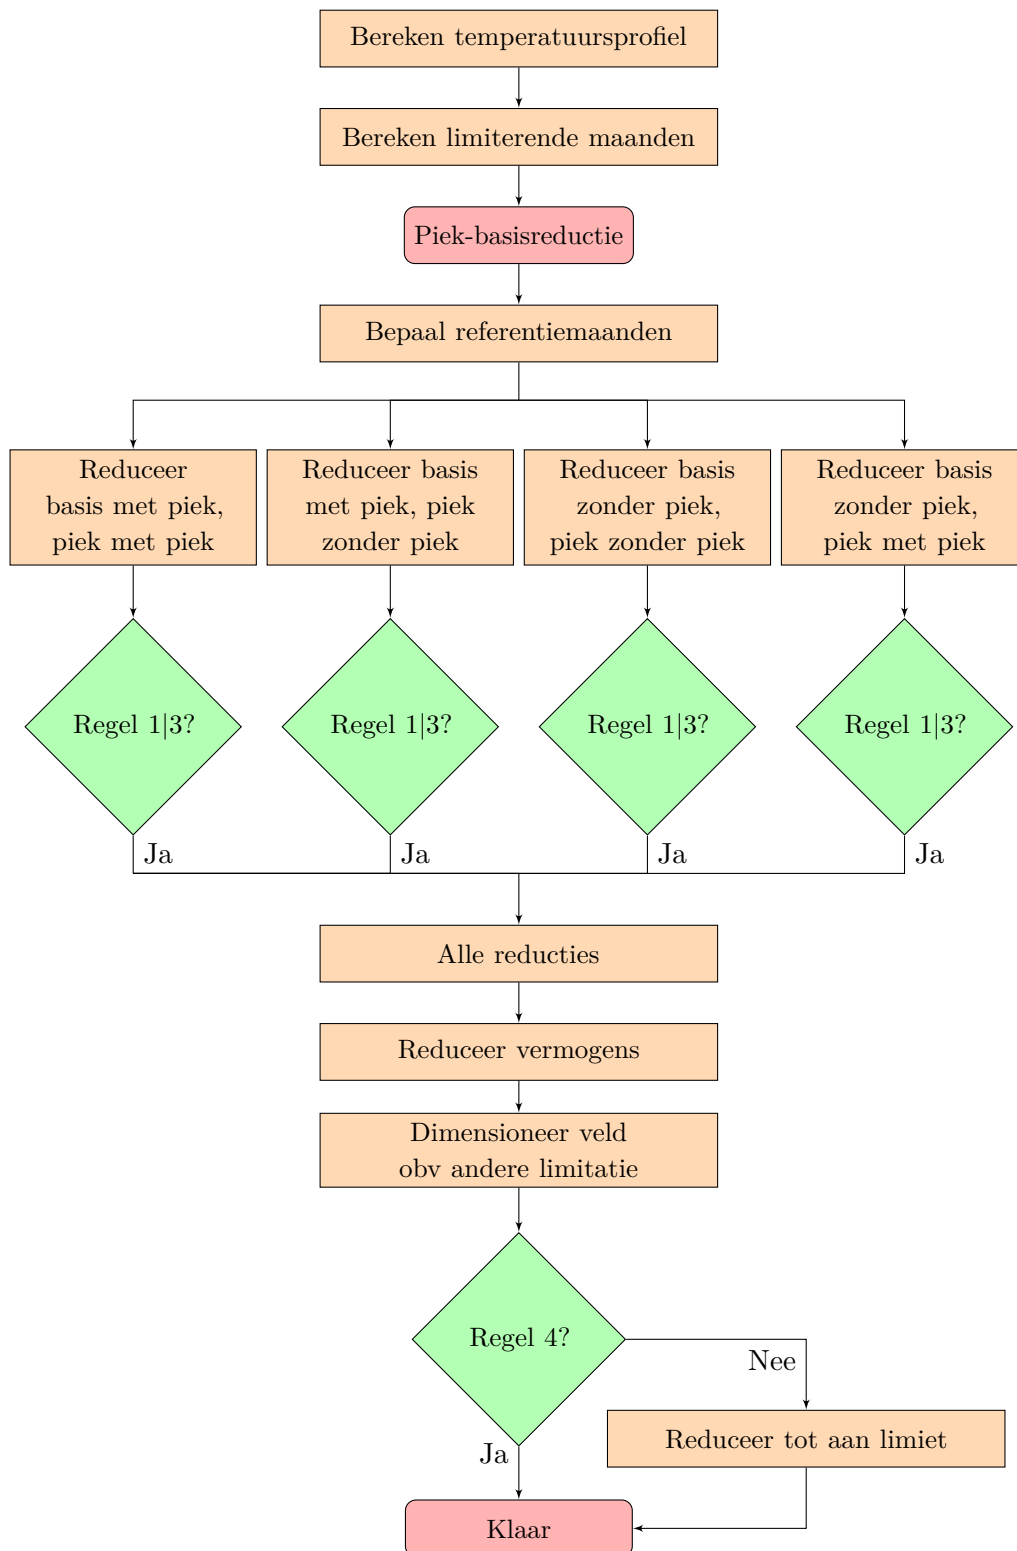 Bereken temperatuursprofiel
Bereken limiterende maanden
Piek-basisreductie
Bepaal referentiemaanden
Reduceer
basis met piek,
piek met piek
Reduceer basis
met piek, piek
zonder piek
Reduceer basis
zonder piek,
piek zonder piek
Reduceer basis
zonder piek,
piek met piek
Regel 1|3?
Regel 1|3?
Regel 1|3?
Regel 1|3?
Ja
Ja
Ja
Ja
Alle reducties
Reduceer vermogens
Dimensioneer veld
obv andere limitatie
Regel 4?
Nee
Reduceer tot aan limiet
Ja
Klaar